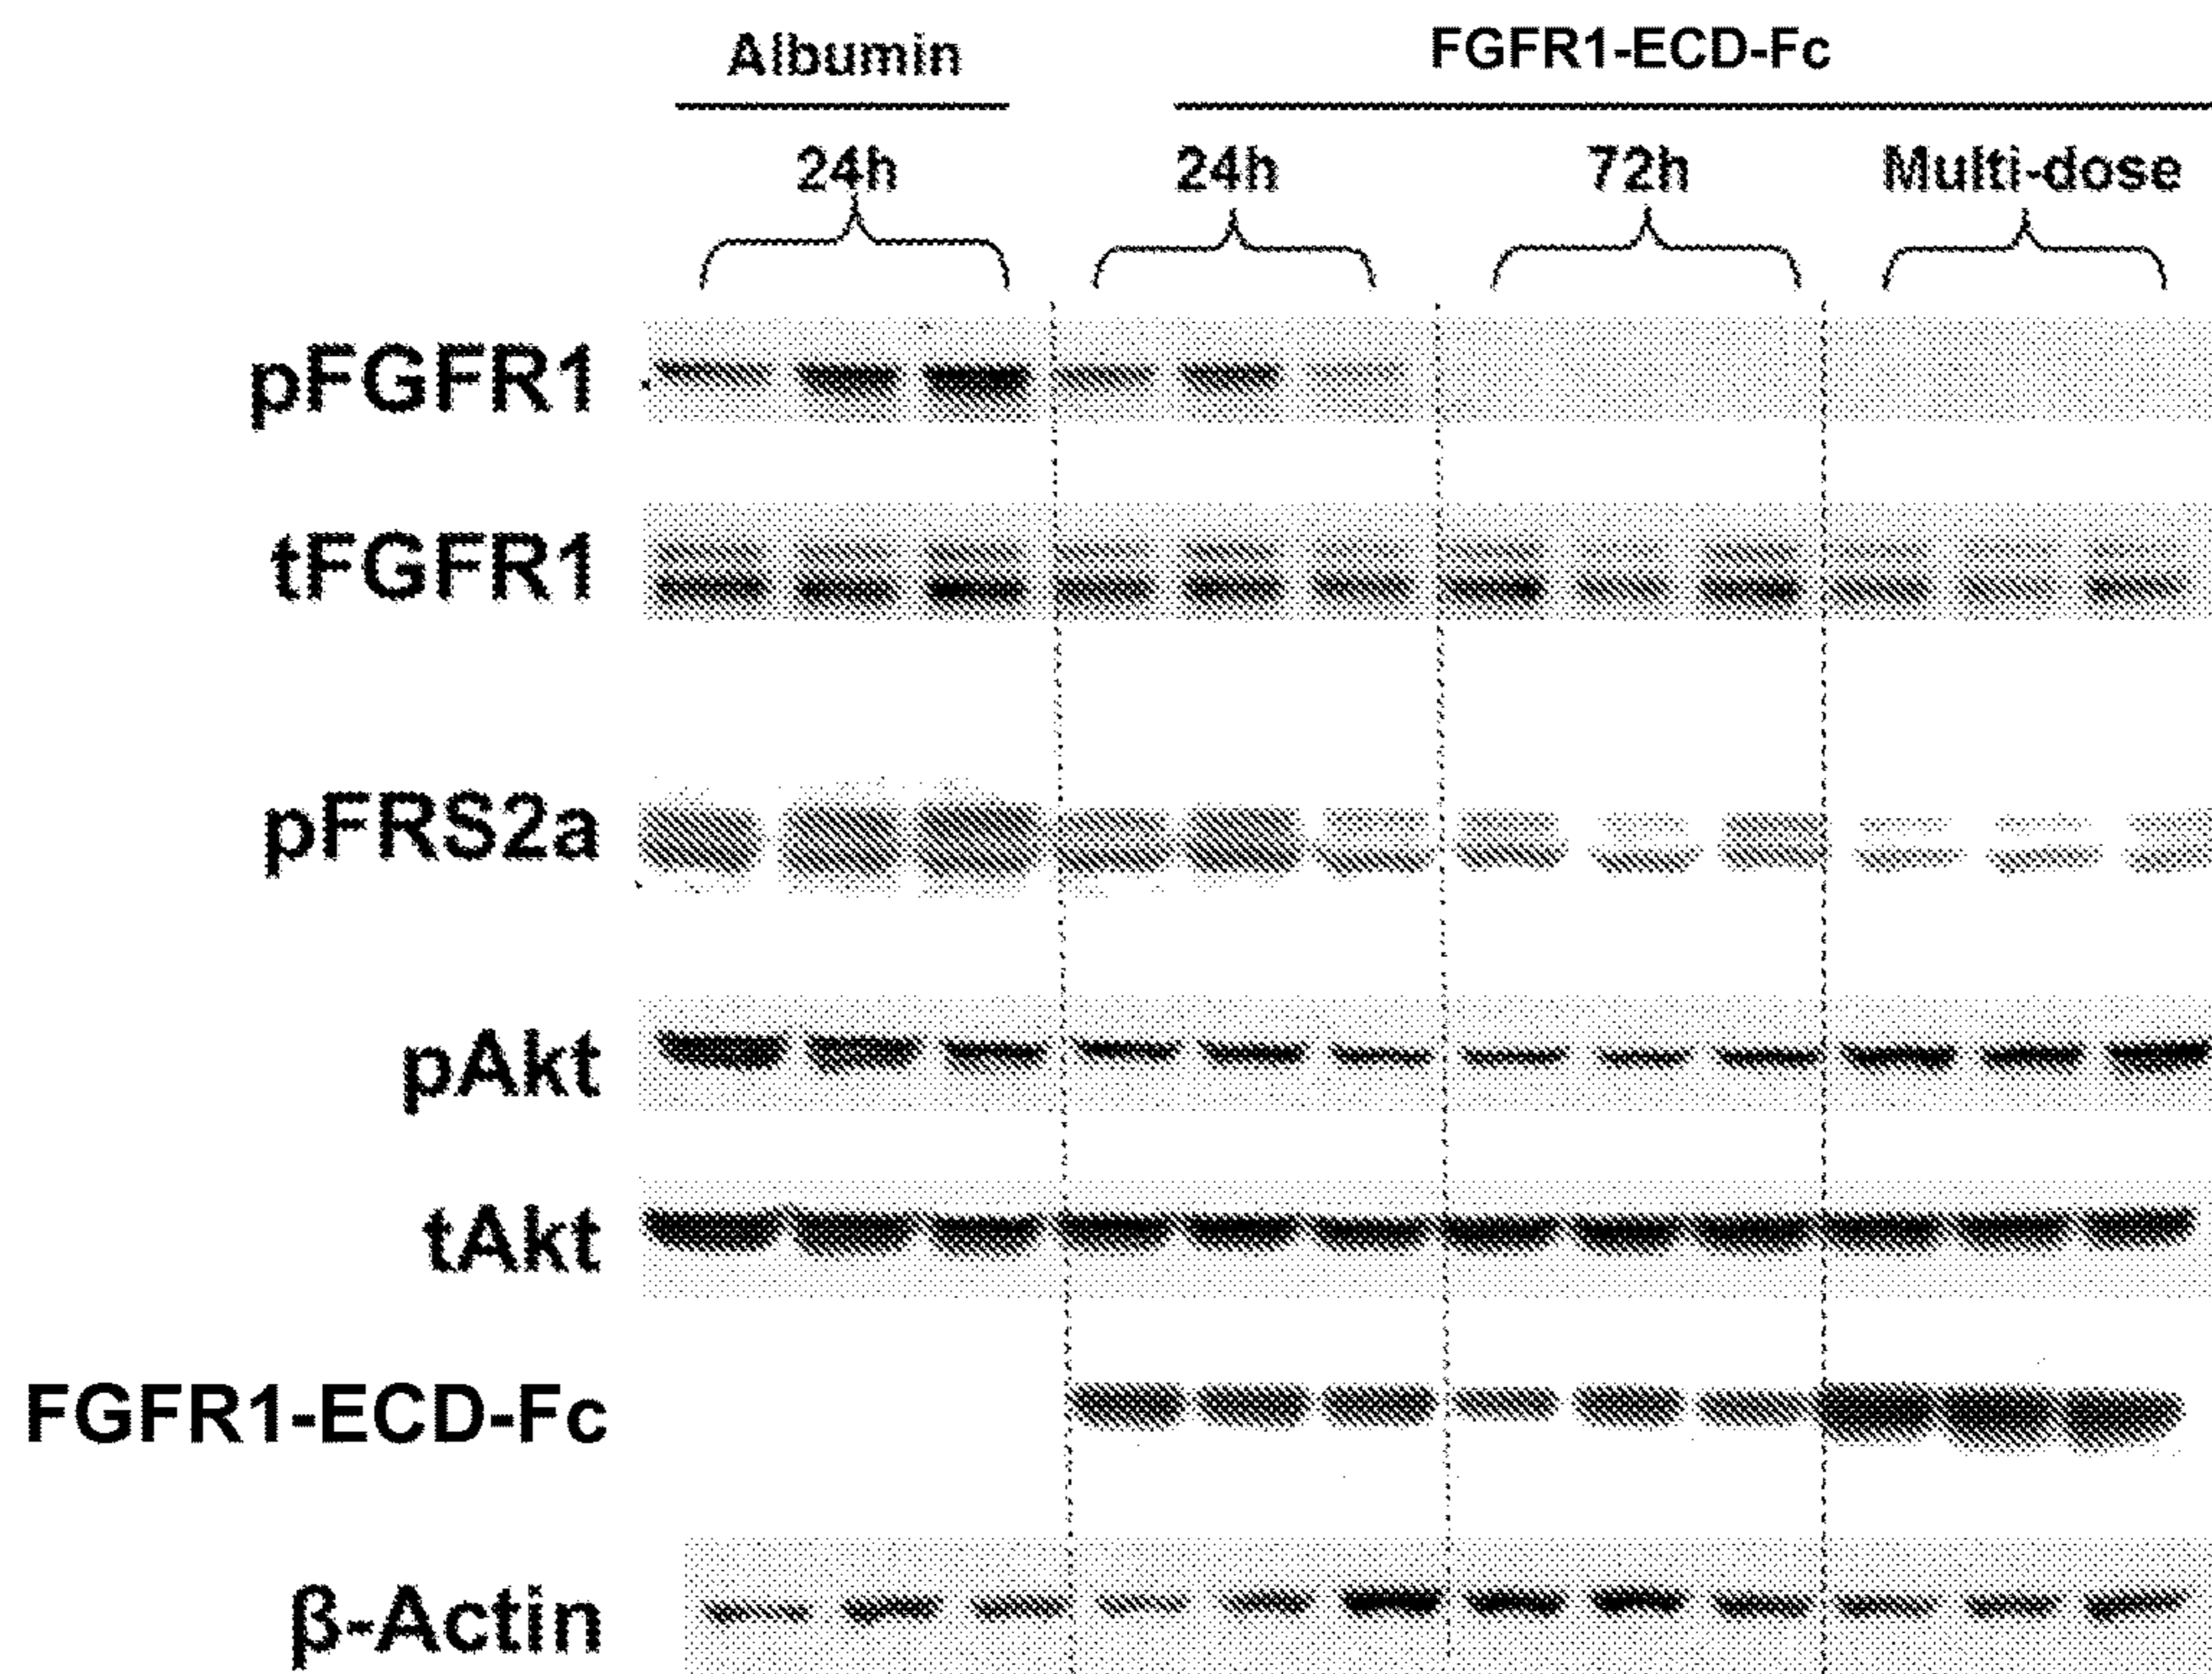 Albumin FGFR1-ECD-Fc
24h 24h 72h Multi-dose
pFGFR1
tFGFR1
pFRS2a
pAkt
tAkt
FGFR1-ECD-Fc
β-Actin